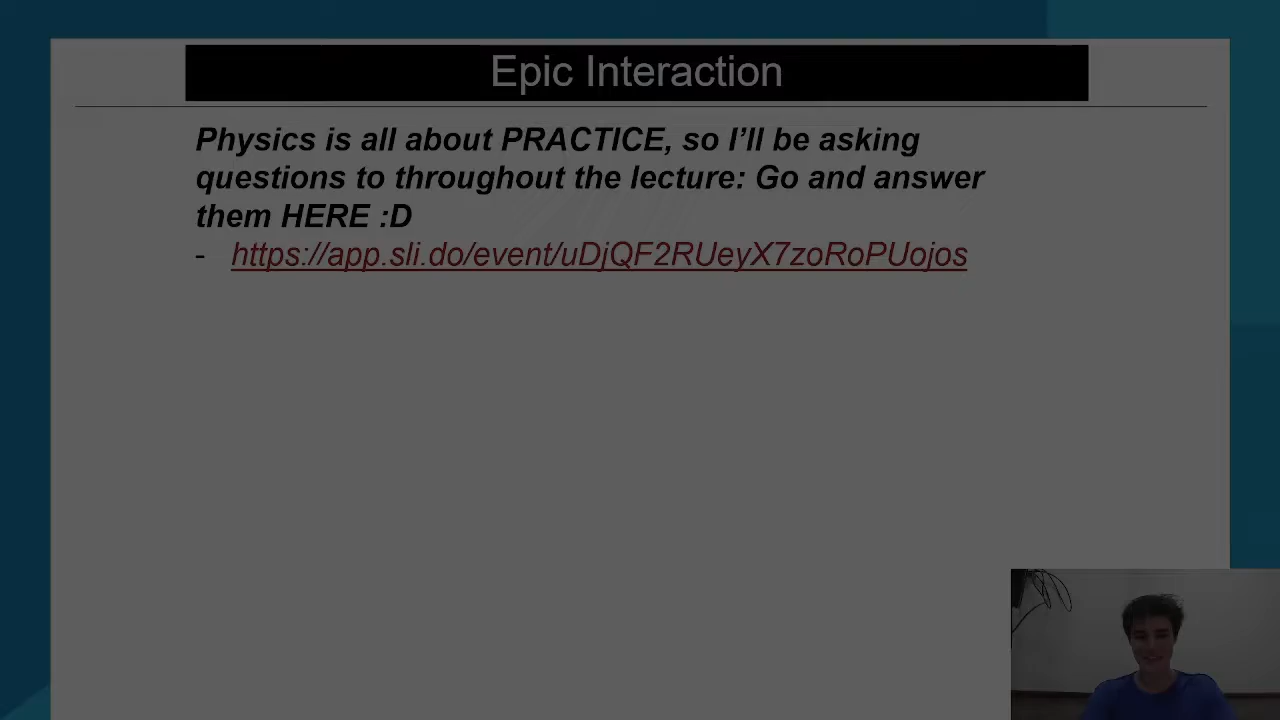 Epic Interaction
Physics is all about PRACTICE, so I’ll be asking
questions to throughout the lecture: Go and answer
them HERE :D
- https://app.sli.do/event/uDjQF2RUeyX7zoRoPUojos